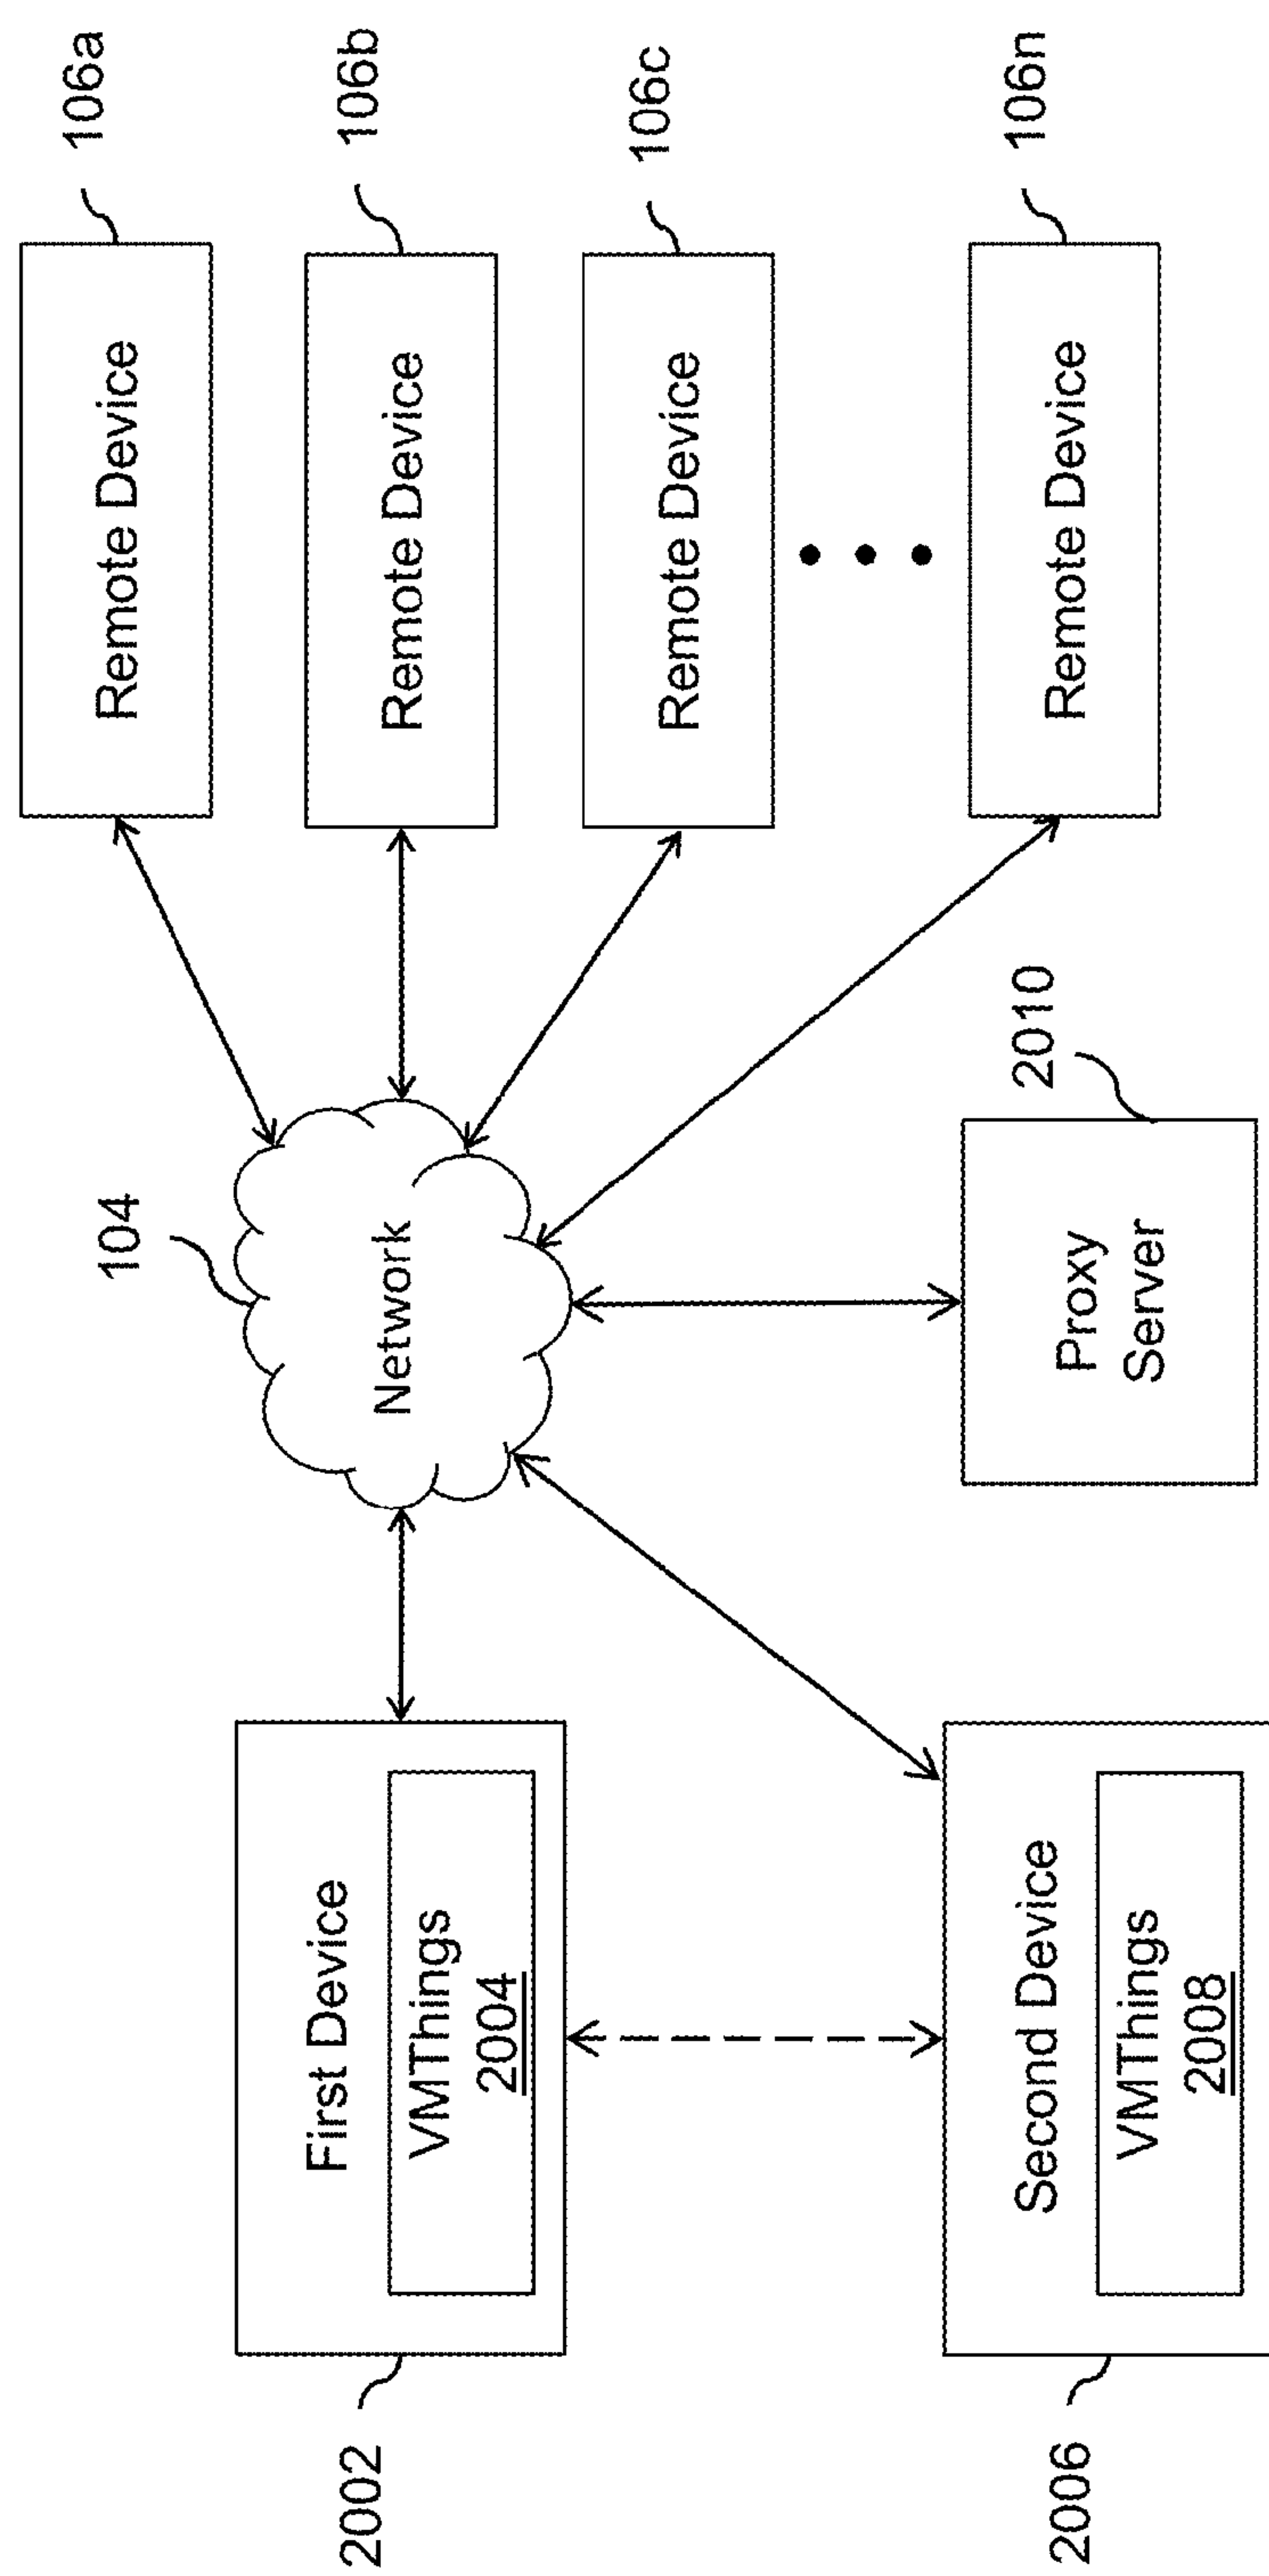 106a
Remote Device
106b
Remote Device
106c
Remote Device
106n
Remote Device
104
Network
2010
Proxy
Server
First Device
VMThings
2004
2002
Second Device
VMThings
2008
2006